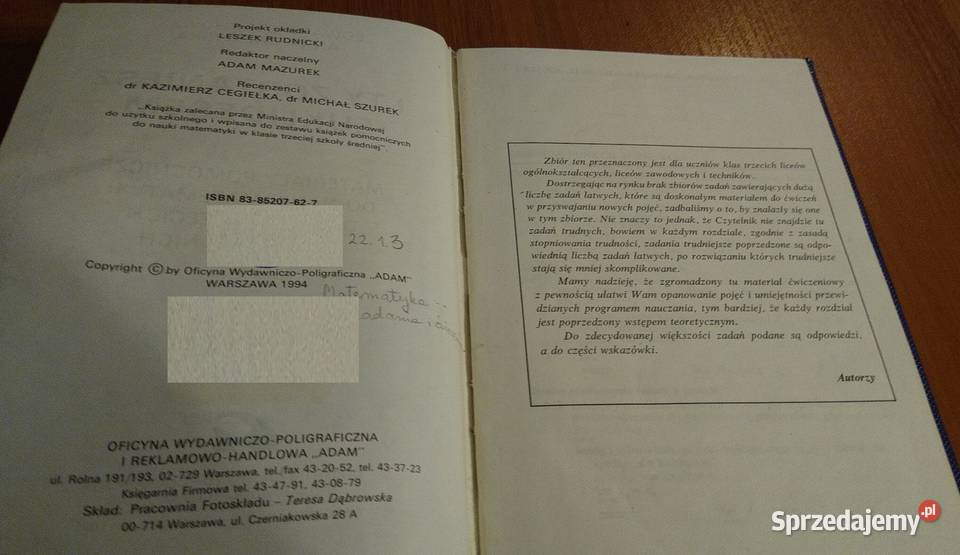 Projekt okładki
LESZEK RUDNICKI
Redaktor naczelny
ADAM MAZUREK
Recenzenci
dr KAZIMIERZ CEGIEŁKA, dr MICHAŁ SZUREK
„Książka zalecana przez Ministra Edukacji Narodowej
do użytku szkolnego i wpisana do zestawu książek pomocniczych
do nauki matematyki w klasie trzeciej szkoły średniej".
ISBN 83-85207-62-7
22.1.3
Copyright © by Oficyna Wydawniczo-Poligraficzna „ADAM"
WARSZAWA 1994
Matematyka
OFICYNA WYDAWNICZO-POLIGRAFICZNA
I REKLAMOWO-HANDLOWA „ADAM"
ul. Rolna 191/193, 02-729 Warszawa, tel./fax 43-20-52, tel. 43-37-23
Księgarnia Firmowa tel. 43-47-91, 43-08-79
Skład: Pracownia Fotoskładu – Teresa Dąbrowska
00-714 Warszawa, ul. Czerniakowska 28 A
Zbiór ten przeznaczony jest dla uczniów klas trzecich liceów
ogólnokształcących, liceów zawodowych i techników.
Dostrzegając na rynku brak zbiorów zadań zawierających dużą
liczbę zadań łatwych, które są doskonałym materiałem do ćwiczeń
w przyswajaniu nowych pojęć, zadbaliśmy o to, by znalazły się one
w tym zbiorze. Nie znaczy to jednak, że Czytelnik nie znajdzie tu
zadań trudnych, bowiem w każdym rozdziale, zgodnie z zasadą
stopniowania trudności, zadania trudniejsze poprzedzone są odpo-
wiednią liczbą zadań łatwych, po rozwiązaniu których trudniejsze
stają się mniej skomplikowane.
Mamy nadzieję, że zgromadzony tu materiał ćwiczeniowy
z pewnością ułatwi Wam opanowanie pojęć i umiejętności przewi-
dzianych programem nauczania, tym bardziej, że każdy rozdział
jest poprzedzony wstępem teoretycznym.
Do zdecydowanej większości zadań podane są odpowiedzi,
a do części wskazówki.
Autorzy
Sprzedajemy.pl